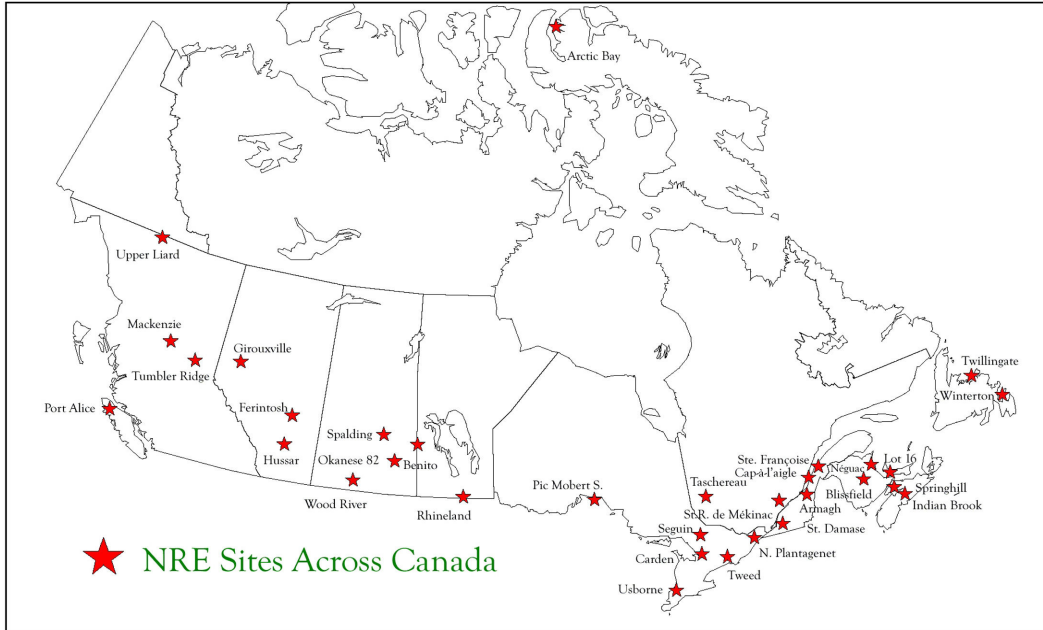 Arctic Bay
Upper Liard
Mackenzie
Girouxville
Tumbler Ridge
Twillingate
Winterton
Port Alice
Ferintosh
Spalding
Hussar
Okanese 82
Benito
Wood River
Rhineland
Pic Mobert S.
Ste. Françoise
Cap-à-l'aigle
Néguac
Lot 16
Taschereau
Blissfield
Springhill
Indian Brook
Armagh
St.R. de Mékinac
St. Damase
Seguin
N. Plantagenet
Carden
Tweed
Usborne
NRE Sites Across Canada